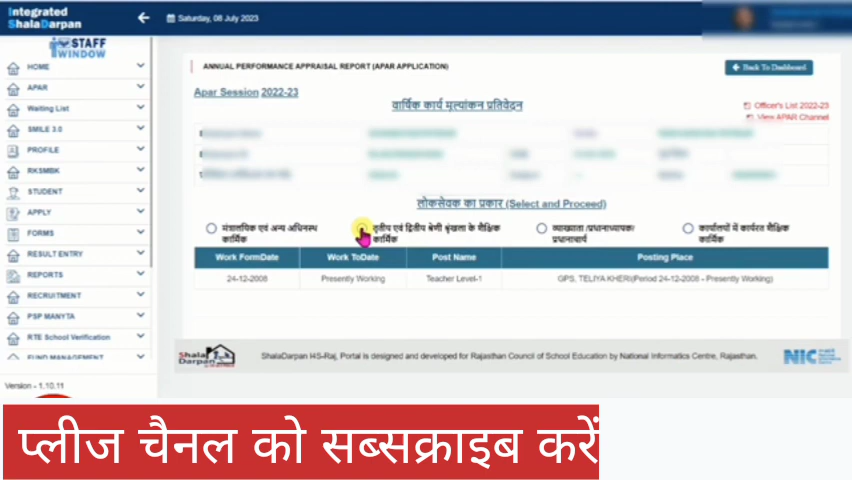 Integrated
ShalaDarpan
Saturday, 08 July 2023
STAFF
WINDOW
HOME
APAR
Waiting List
SMILE 3.0
PROFILE
RKSMBK
STUDENT
APPLY
FORMS
RESULT ENTRY
REPORTS
RECRUITMENT
PSP MANYTA
RTE School Verification
FUND MANAGEMENT
Version - 1.10.11
ANNUAL PERFORMANCE APPRAISAL REPORT (APAR APPLICATION)
Back To Dashboard
Apar Session 2022-23
वार्षिक कार्य मूल्यांकन प्रतिवेदन
Officer's List 2022-23
View APAR Channel
लोकसेवक का प्रकार (Select and Proceed)
मंत्रालयिक एवं अन्य अधिनस्थ
कार्मिक
तृतीय एवं द्वितीय श्रेणी श्रृंखला के शैक्षिक
कार्मिक
व्याख्याता /प्रधानाध्यापक/
प्रधानाचार्य
कार्यालयों में कार्यरत शैक्षिक
कार्मिक
Work FormDate Work ToDate Post Name Posting Place
24-12-2008 Presently Working Teacher Level-1 GPS, TELIYA KHERI(Period 24-12-2008 - Presently Working)
Shala
Darpan
ShalaDarpan I4S-Raj, Portal is designed and developed for Rajasthan Council of School Education by National Informatics Centre, Rajasthan.
NIC
प्लीज चैनल को सब्सक्राइब करें